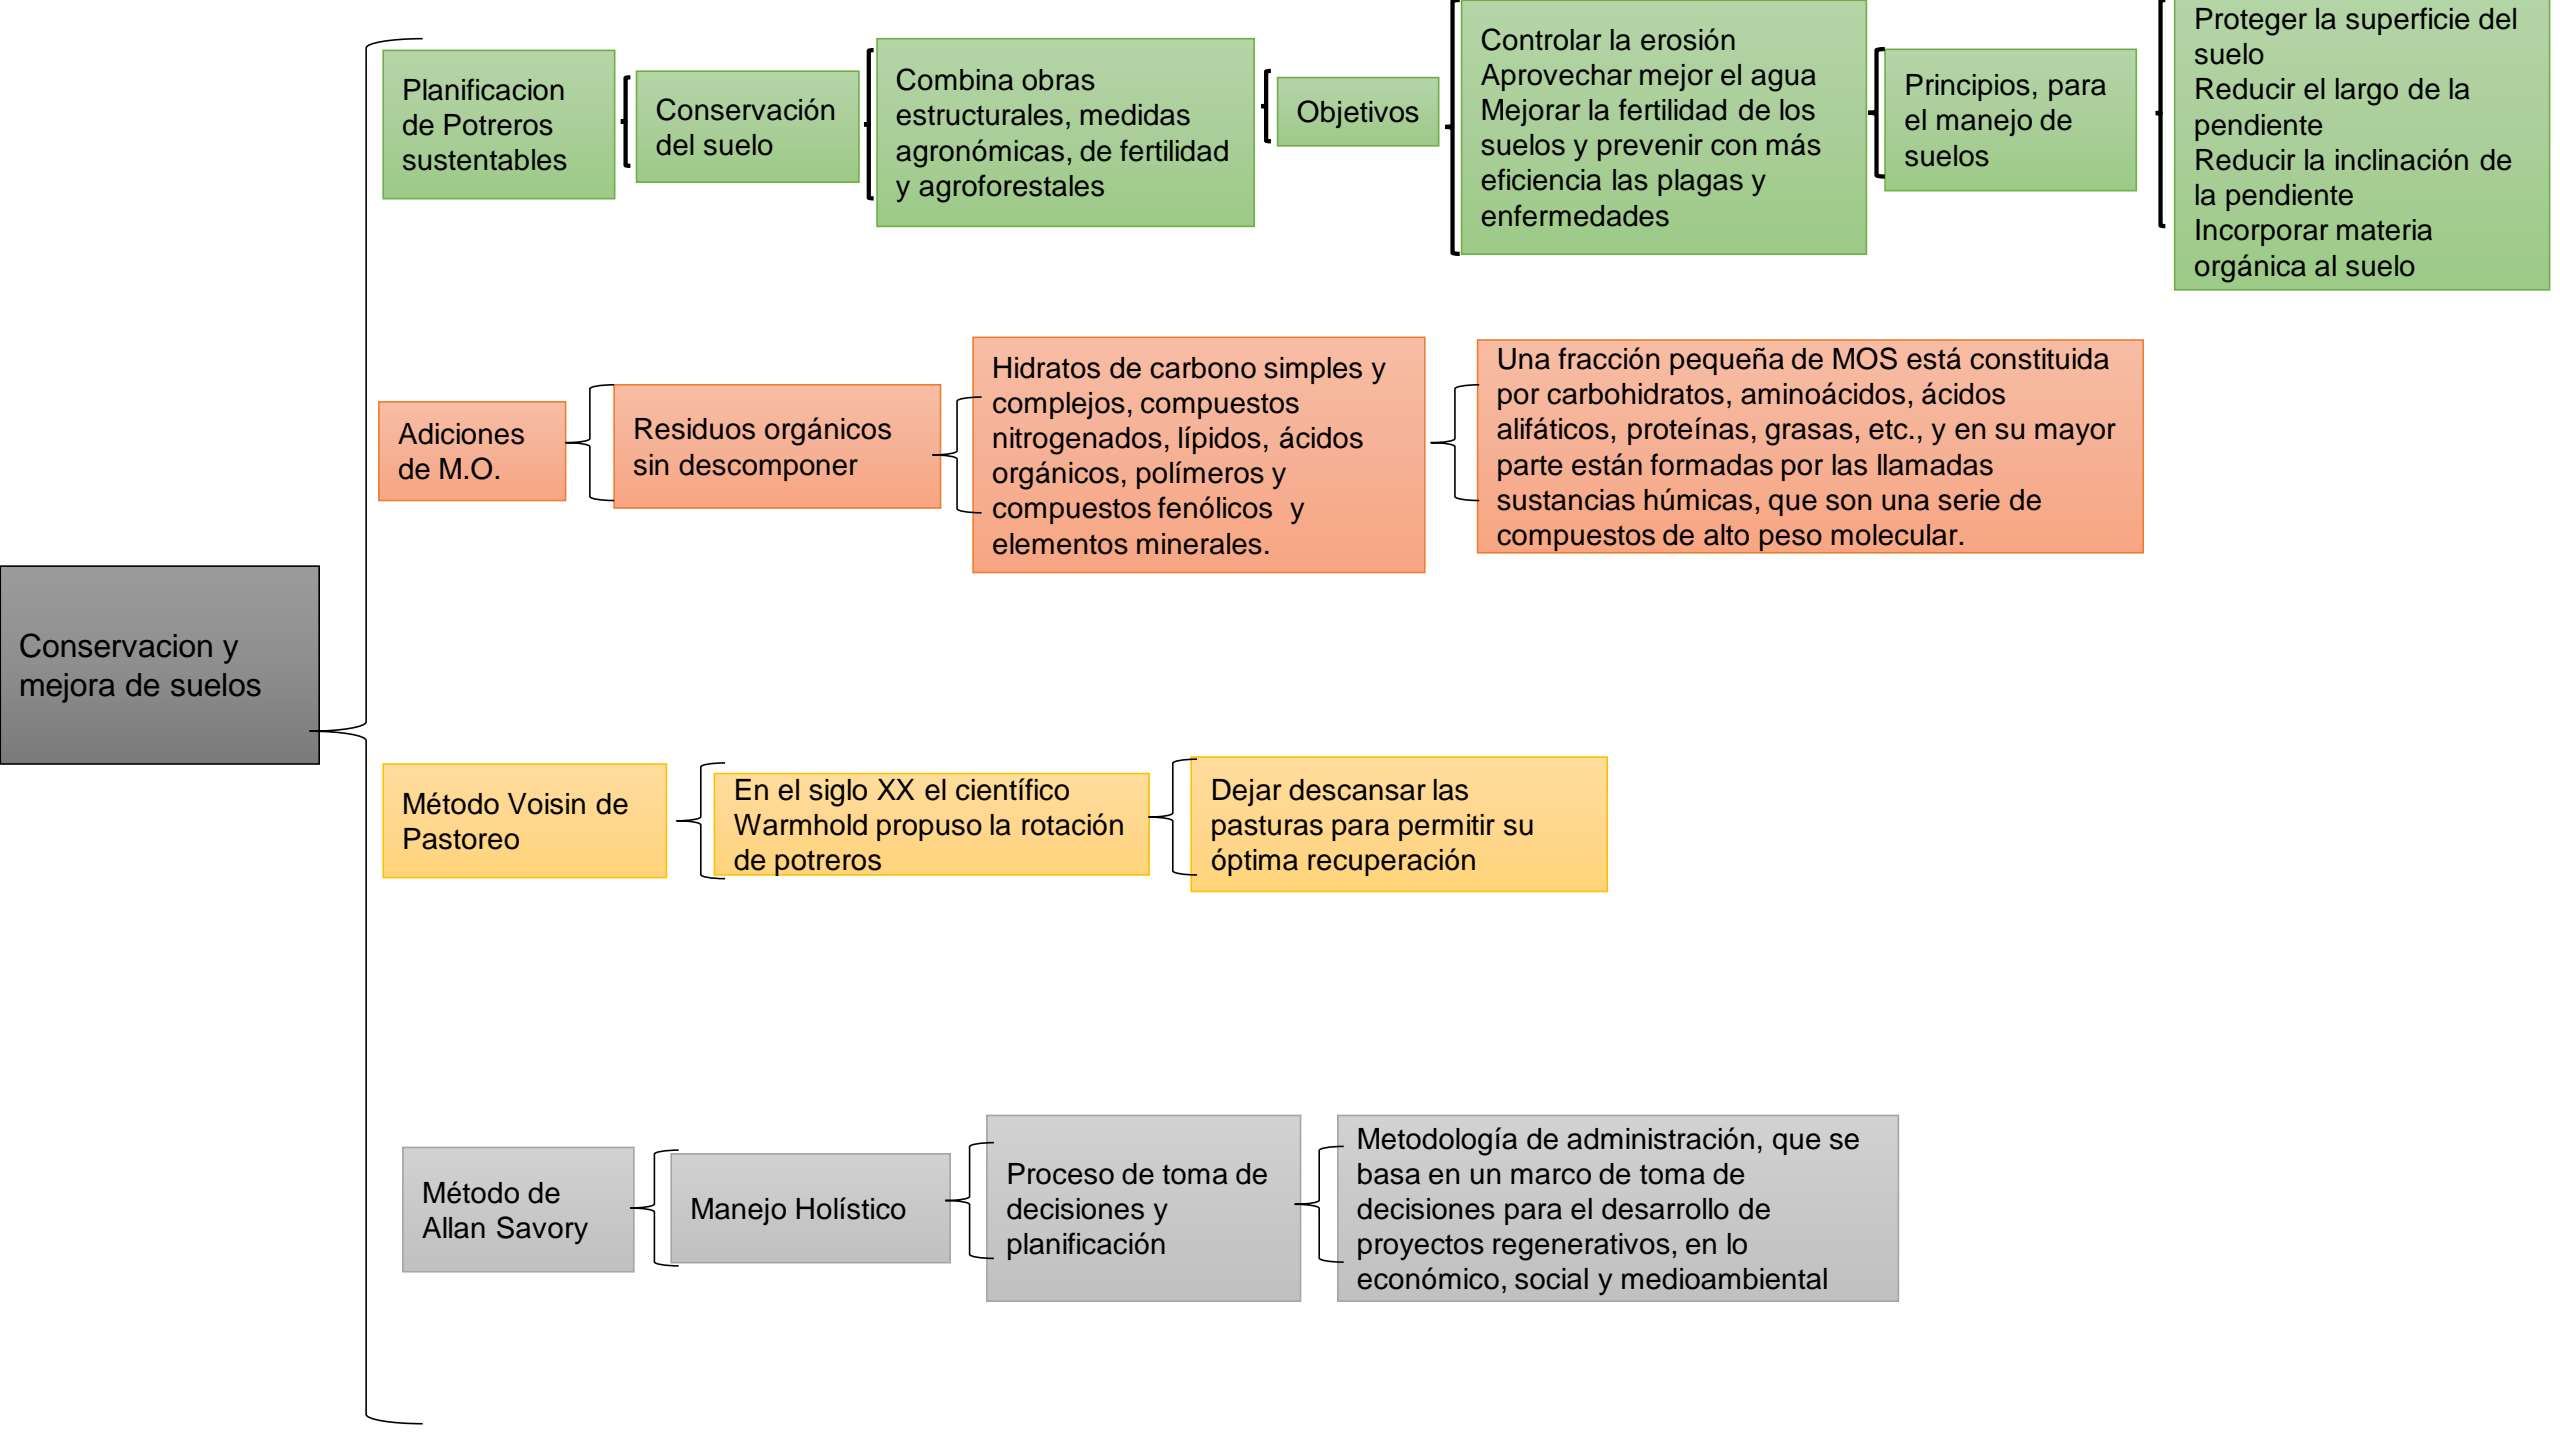 Conservacion y
mejora de suelos
Planificacion
de Potreros
sustentables
Conservación
del suelo
Combina obras
estructurales, medidas
agronómicas, de fertilidad
y agroforestales
Objetivos
Controlar la erosión
Aprovechar mejor el agua
Mejorar la fertilidad de los
suelos y prevenir con más
eficiencia las plagas y
enfermedades
Principios, para
el manejo de
suelos
Proteger la superficie del
suelo
Reducir el largo de la
pendiente
Reducir la inclinación de
la pendiente
Incorporar materia
orgánica al suelo
Adiciones
de M.O.
Residuos orgánicos
sin descomponer
Hidratos de carbono simples y
complejos, compuestos
nitrogenados, lípidos, ácidos
orgánicos, polímeros y
compuestos fenólicos y
elementos minerales.
Una fracción pequeña de MOS está constituida
por carbohidratos, aminoácidos, ácidos
alifáticos, proteínas, grasas, etc., y en su mayor
parte están formadas por las llamadas
sustancias húmicas, que son una serie de
compuestos de alto peso molecular.
Método Voisin de
Pastoreo
En el siglo XX el científico
Warmhold propuso la rotación
de potreros
Dejar descansar las
pasturas para permitir su
óptima recuperación
Método de
Allan Savory
Manejo Holístico
Proceso de toma de
decisiones y
planificación
Metodología de administración, que se
basa en un marco de toma de
decisiones para el desarrollo de
proyectos regenerativos, en lo
económico, social y medioambiental